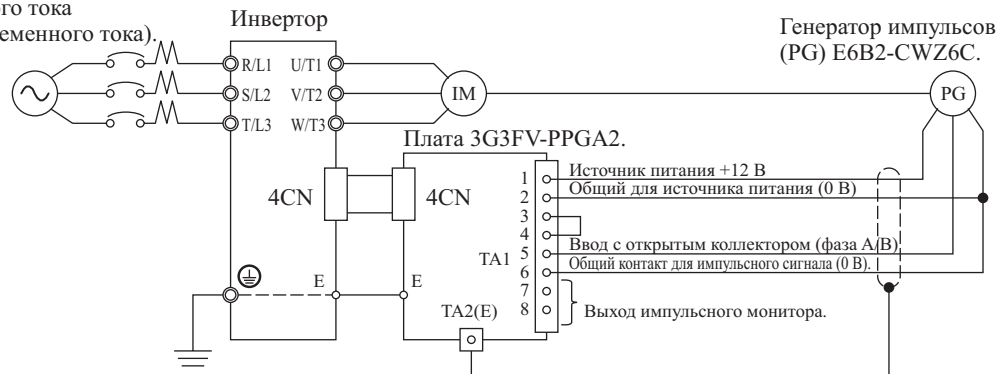 ого тока
еменного тока).
Инвертор
Генератор импульсов
(PG) E6B2-CWZ6C.
R/L1 U/T1
S/L2 V/T2
T/L3 W/T3
IM
PG
Плата 3G3FV-PPGA2.
4CN
4CN
1 Источник питания +12 В
2 Общий для источника питания (0 В)
3
4
TA1
5 Ввод с открытым коллектором (фаза А/В)
6 Общий контакт для импульсного сигнала (0 В).
7
8
Выход импульсного монитора.
E
E
TA2(E)